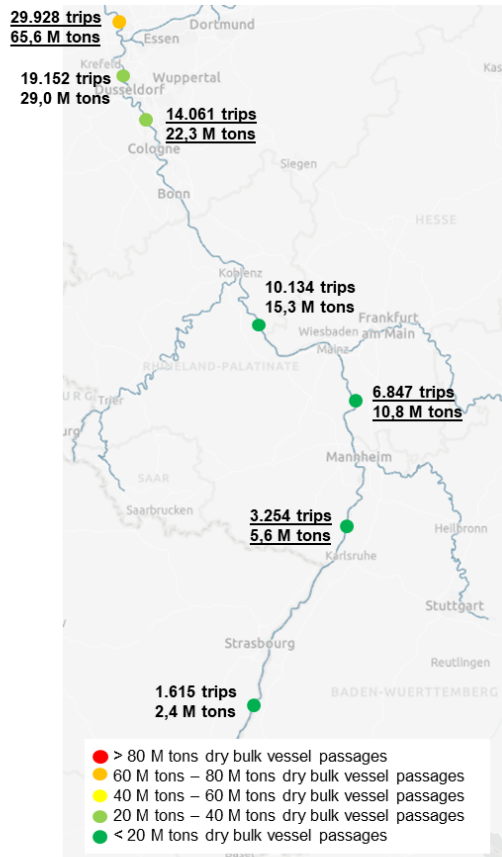 29.928 trips
65,6 M tons
Dortmund
Essen
Krefeld
19.152 trips
29,0 M tons
Wuppertal
Dusseldorf
14.061 trips
22,3 M tons
Cologne
Siegen
Bonn
HESSE
Koblenz
10.134 trips
15,3 M tons
Wiesbaden
Frankfurt
am Main
Mainz
RHINELAND-PALATINATE
6.847 trips
10,8 M tons
Trier
Mannheim
SAAR
Saarbrucken
3.254 trips
5,6 M tons
Heilbronn
Karlsruhe
Stuttgart
Strasbourg
Reutlingen
1.615 trips
2,4 M tons
BADEN-WUERTTEMBERG
> 80 M tons dry bulk vessel passages
60 M tons – 80 M tons dry bulk vessel passages
40 M tons – 60 M tons dry bulk vessel passages
20 M tons – 40 M tons dry bulk vessel passages
< 20 M tons dry bulk vessel passages